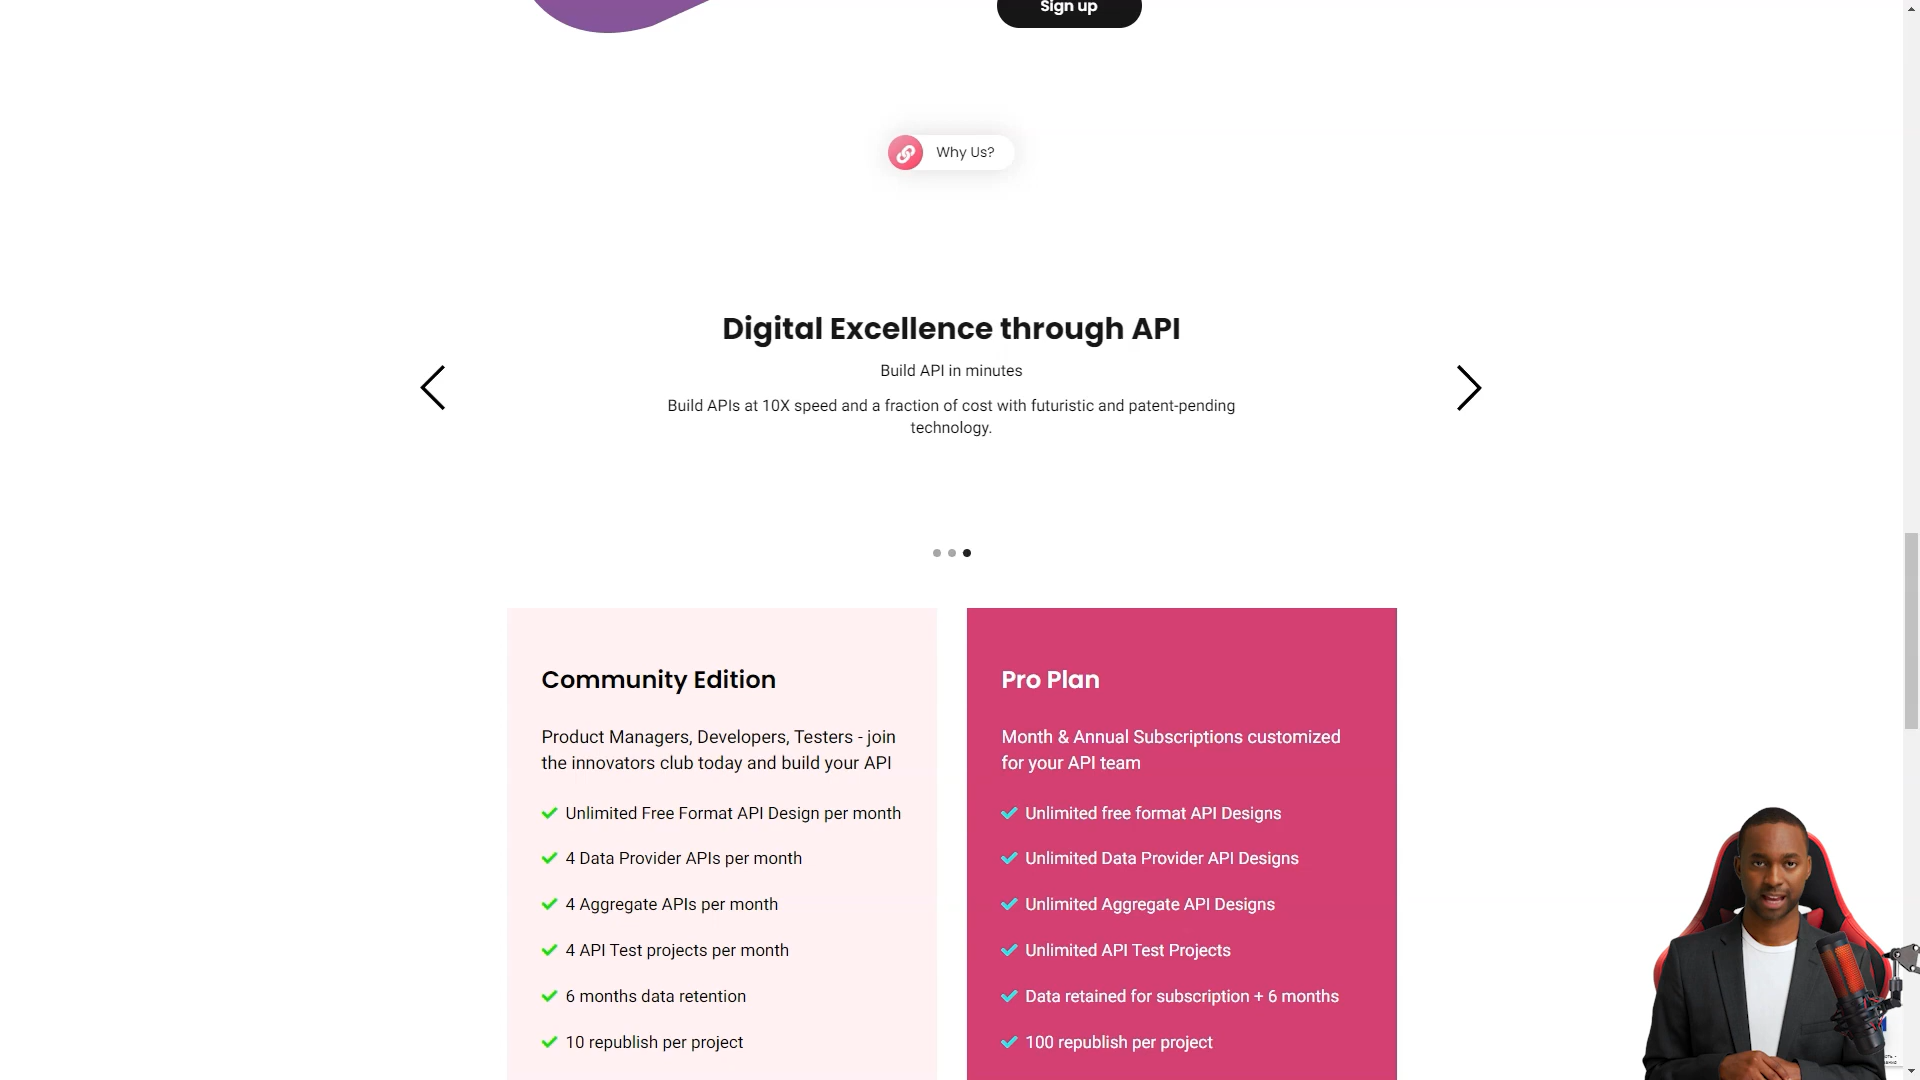 Sign up
Why Us?
Digital Excellence through API
Build API in minutes
Build APIs at 10X speed and a fraction of cost with futuristic and patent-pending
technology.
Community Edition
Product Managers, Developers, Testers - join
the innovators club today and build your API
Unlimited Free Format API Design per month
4 Data Provider APIs per month
4 Aggregate APIs per month
4 API Test projects per month
6 months data retention
10 republish per project
Pro Plan
Month & Annual Subscriptions customized
for your API team
Unlimited free format API Designs
Unlimited Data Provider API Designs
Unlimited Aggregate API Designs
Unlimited API Test Projects
Data retained for subscription + 6 months
100 republish per project